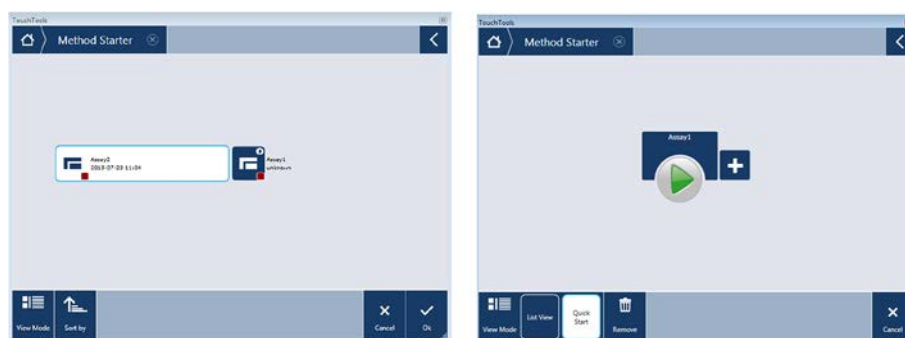 TouchTools
Method Starter
Assay2
2019-07-23 11:04
Assay1
unknown
View Mode
Sort by
Cancel
Ok
TouchTools
Method Starter
Assay1
View Mode
List View
Quick
Start
Remove
Cancel